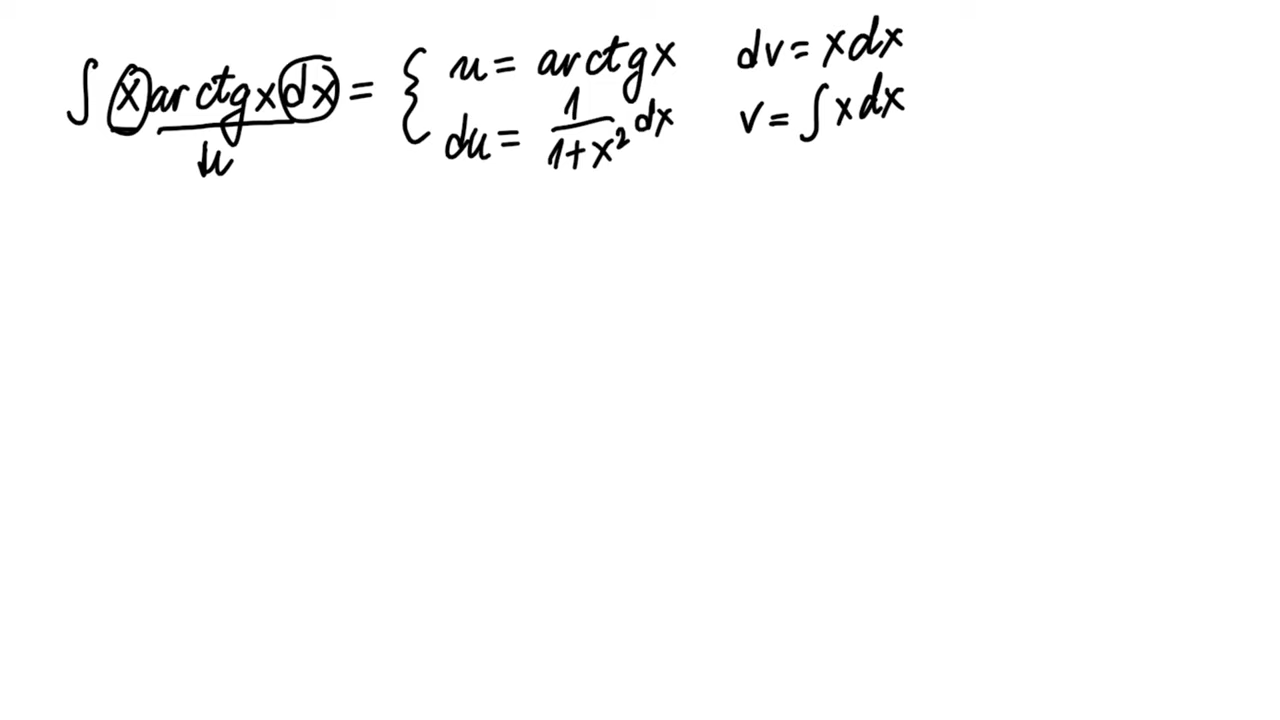 ∫ x arctgx dx = { u = arctgx dv = xdx
du = 1/(1+x²) dx v = ∫ xdx
u